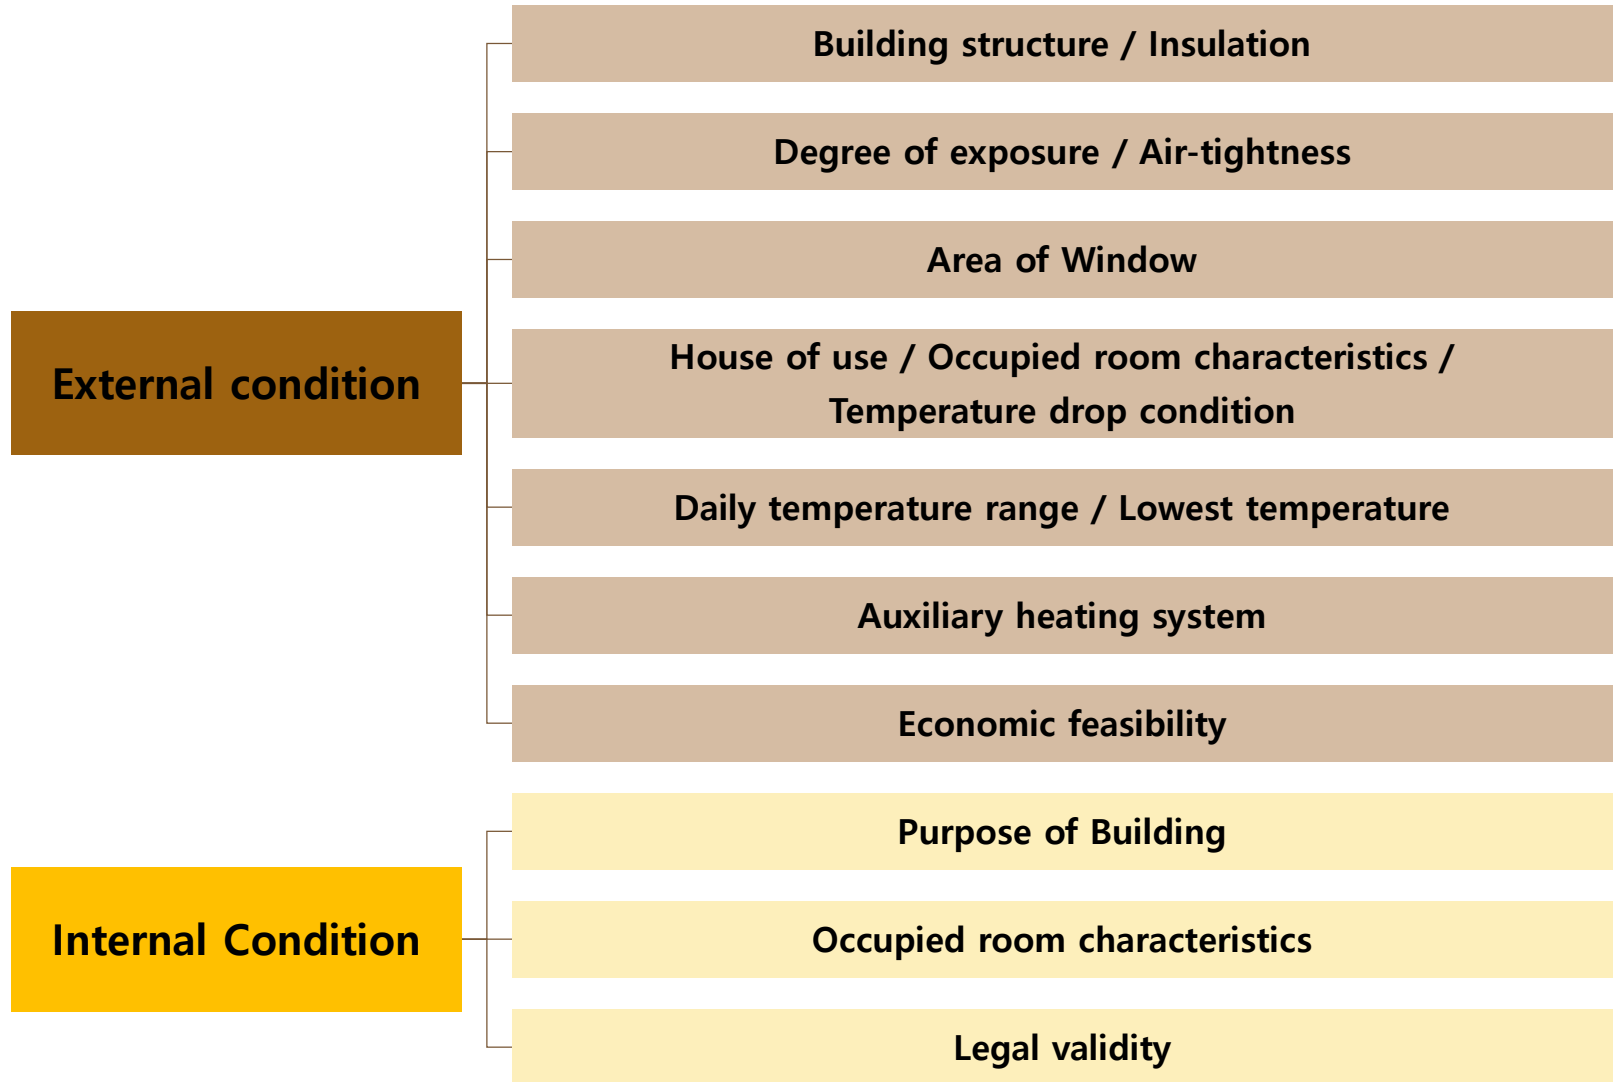 Building structure / Insulation
Degree of exposure / Air-tightness
Area of Window
House of use / Occupied room characteristics /
Temperature drop condition
External condition
Daily temperature range / Lowest temperature
Auxiliary heating system
Economic feasibility
Purpose of Building
Internal Condition
Occupied room characteristics
Legal validity